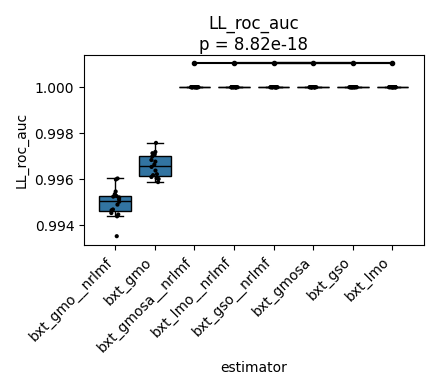 LL_roc_auc
p = 8.82e-18
LL_roc_auc
1.000
0.998
0.996
0.994
bxt_gmo__nrlmf
bxt_gmo
bxt_gmosa__nrlmf
bxt_lmo__nrlmf
bxt_gso__nrlmf
bxt_gmosa
bxt_gso
bxt_lmo
estimator